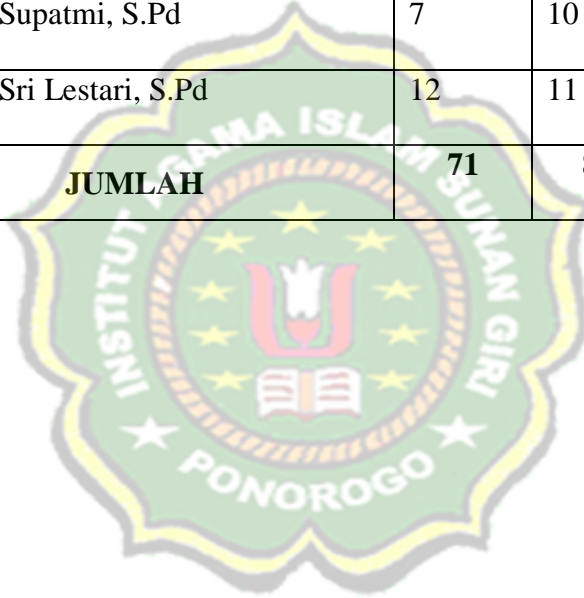 Supatmi, S.Pd 7 10
Sri Lestari, S.Pd 12 11
JUMLAH 71
INSTITUT AGAMA ISLAM SUNAN GIRI
PONOROGO